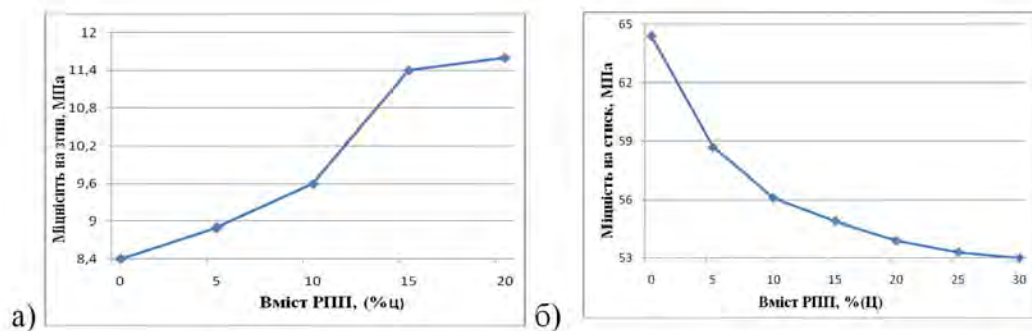 Міцність на згин, МПа
12
11,4
10,8
10,2
9,6
9
8,4
0 5 10 15 20
Вміст РПП, (%ц)
а)
Міцність на стиск, МПа
65
62
59
56
53
0 5 10 15 20 25 30
Вміст РПП, %(Ц)
б)